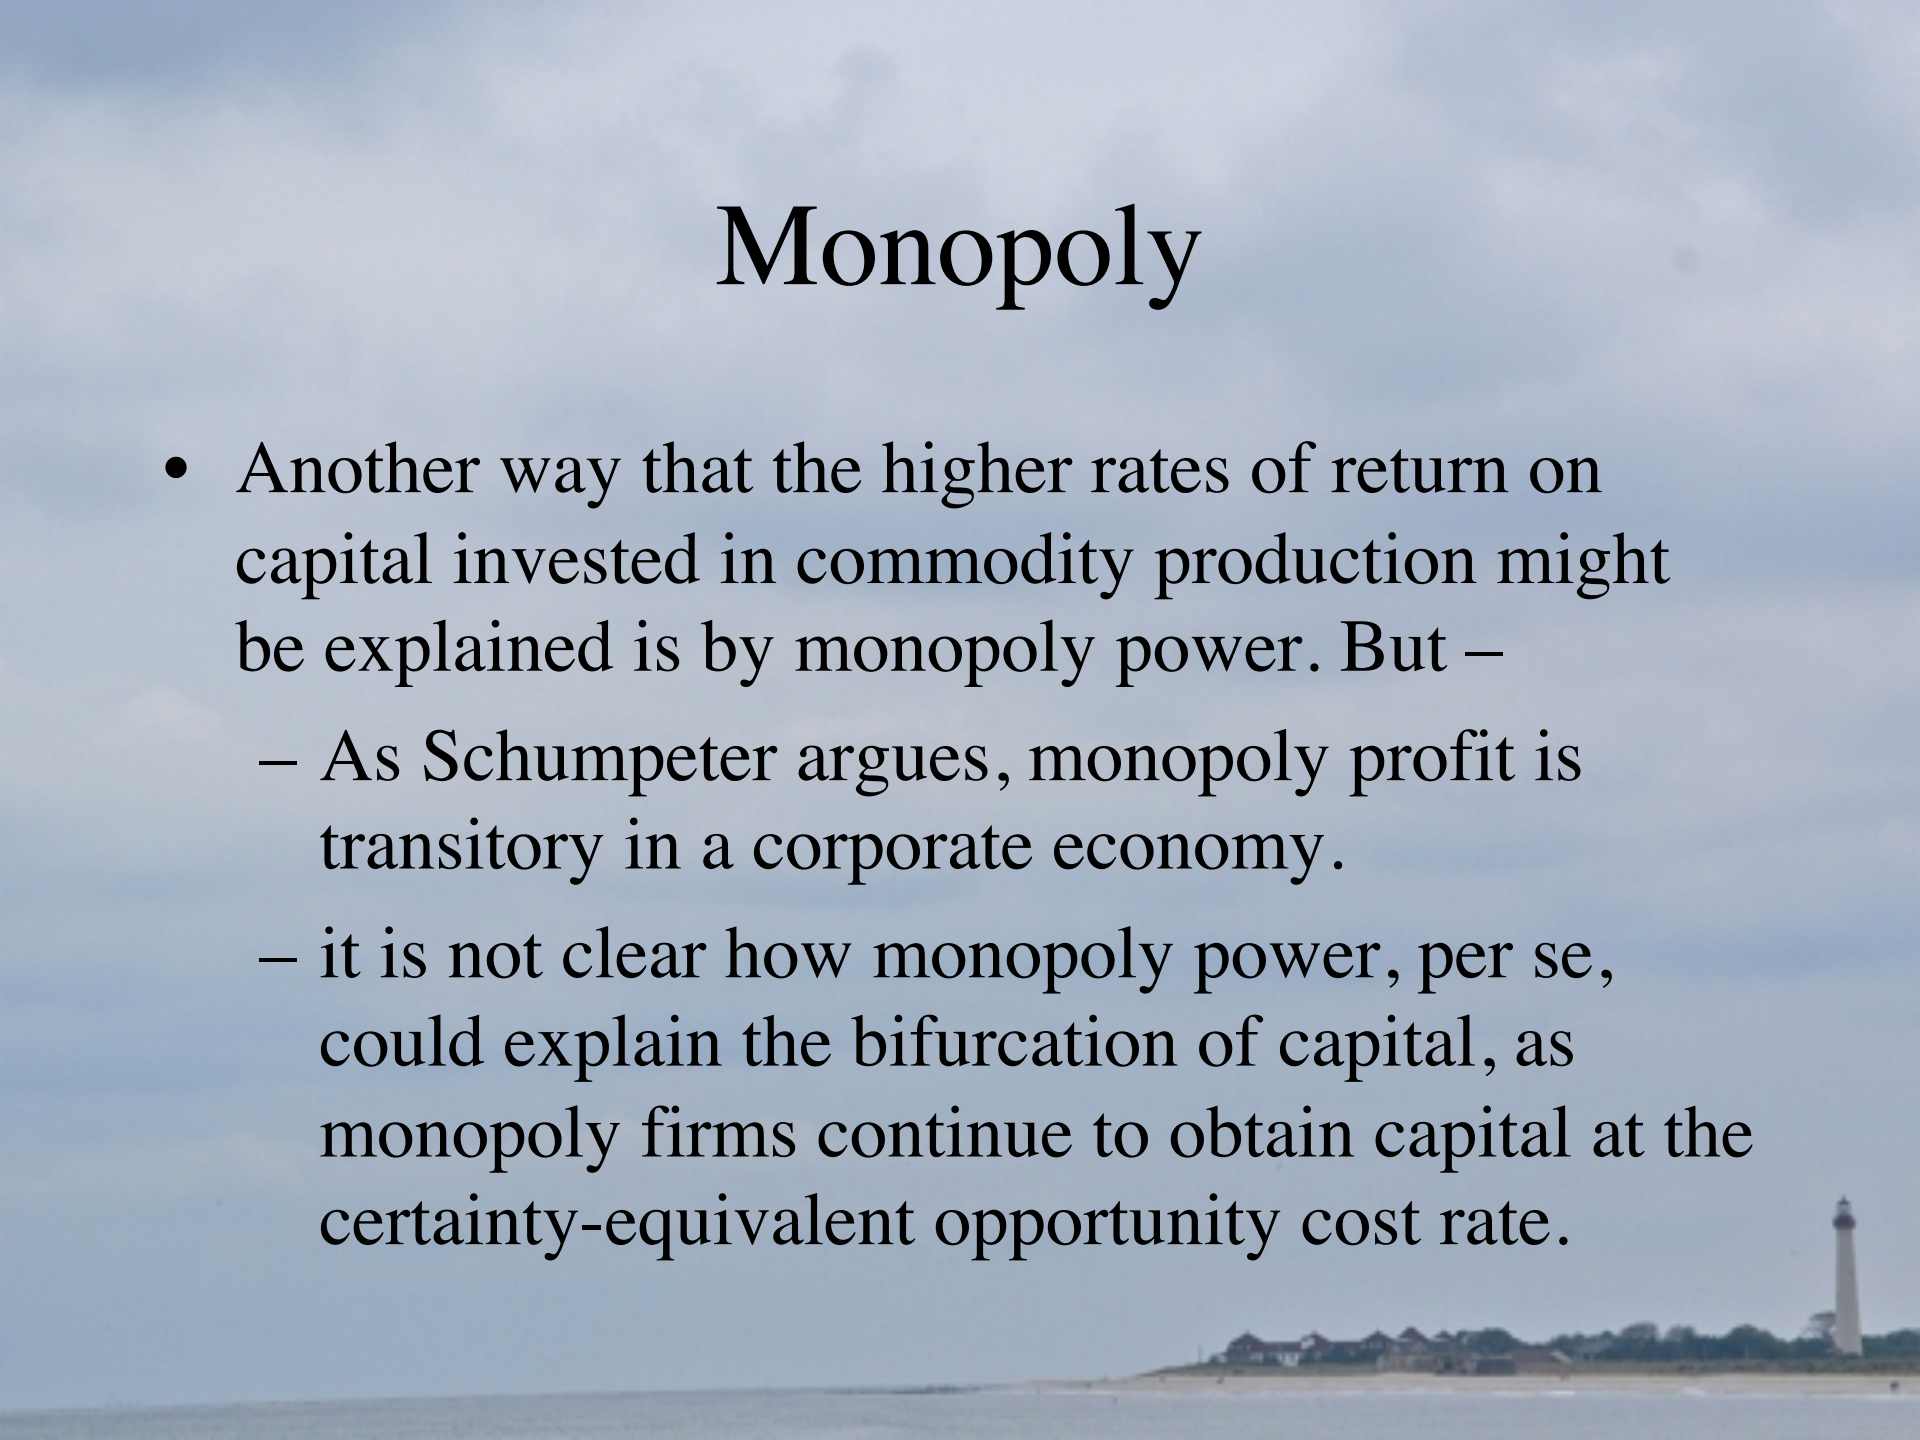 Monopoly
• Another way that the higher rates of return on
capital invested in commodity production might
be explained is by monopoly power. But –
– As Schumpeter argues, monopoly profit is
transitory in a corporate economy.
– it is not clear how monopoly power, per se,
could explain the bifurcation of capital, as
monopoly firms continue to obtain capital at the
certainty-equivalent opportunity cost rate.